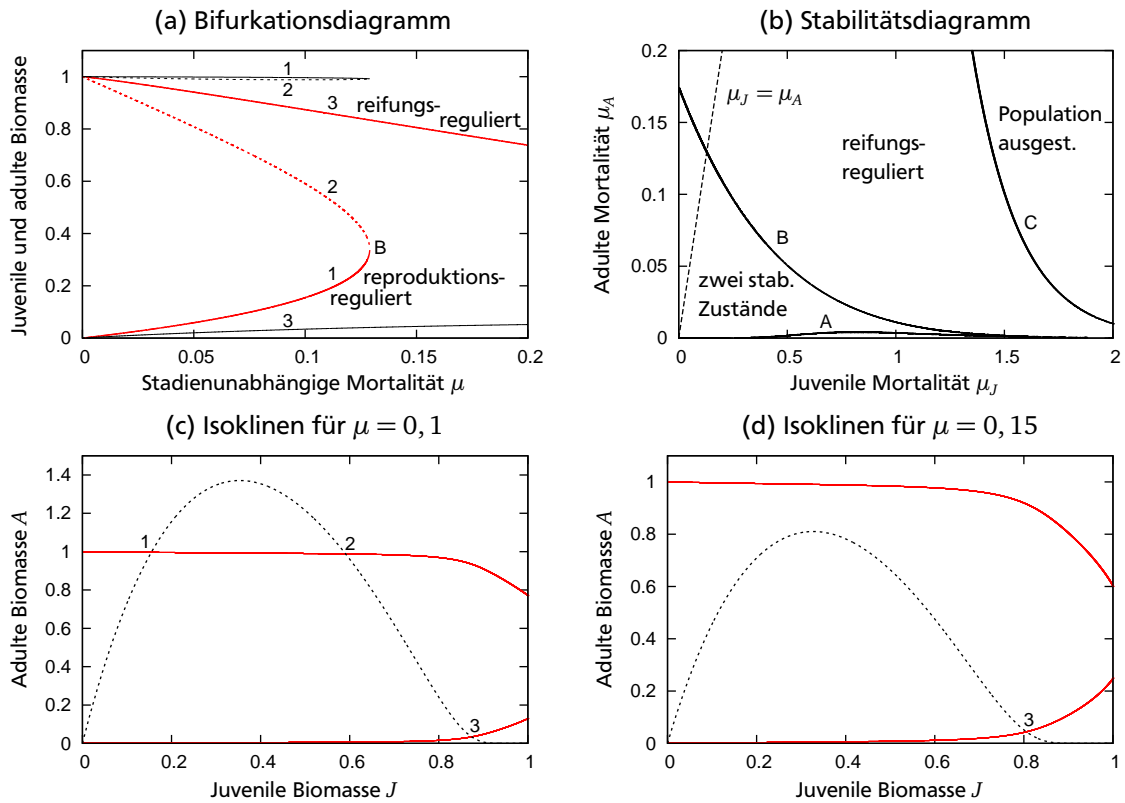 (a) Bifurkationsdiagramm
Juvenile und adulte Biomasse
1
0.8
0.6
0.4
0.2
0
0
0.05
0.1
0.15
0.2
1
2
3
reifungs-
reguliert
2
B
1
reproduktions-
reguliert
3
Stadienunabhängige Mortalität μ
(b) Stabilitätsdiagramm
Adulte Mortalität μ_A
0.2
0.15
0.1
0.05
0
0
0.5
1
1.5
2
μ_J = μ_A
reifungs-
reguliert
Population
ausgest.
C
B
zwei stab.
Zustände
A
Juvenile Mortalität μ_J
(c) Isoklinen für μ = 0, 1
Adulte Biomasse A
1.4
1.2
1
0.8
0.6
0.4
0.2
0
0
0.2
0.4
0.6
0.8
1
1
2
3
Juvenile Biomasse J
(d) Isoklinen für μ = 0, 15
Adulte Biomasse A
1
0.8
0.6
0.4
0.2
0
0
0.2
0.4
0.6
0.8
1
3
Juvenile Biomasse J